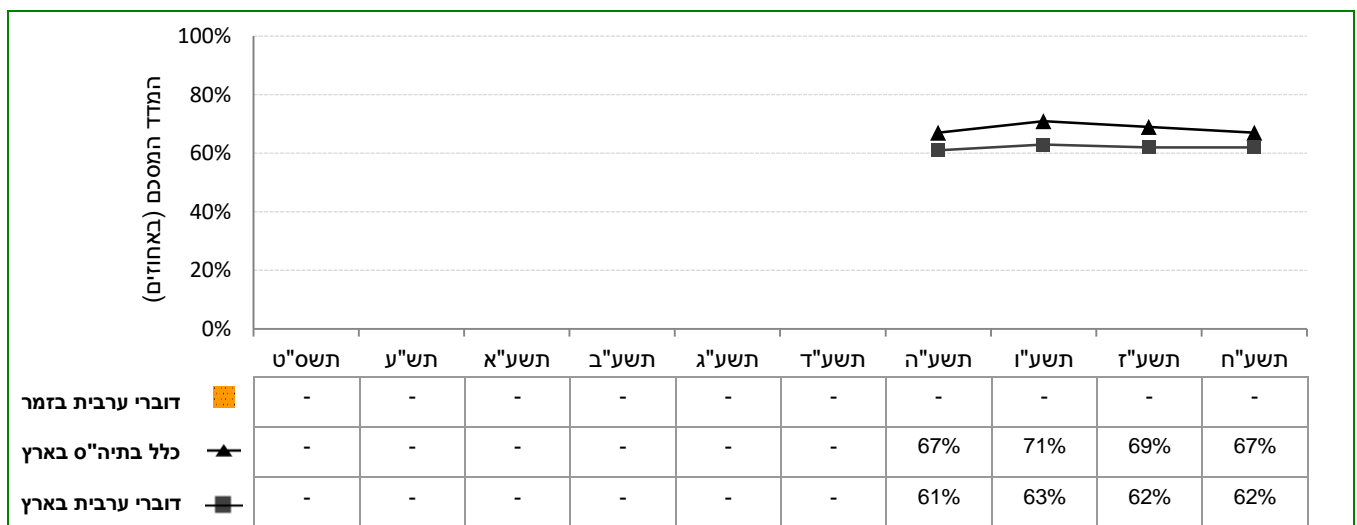 המדד המסכם (באחוזים)
100%
80%
60%
40%
20%
0%
תשס"ט תש"ע תשע"א תשע"ב תשע"ג תשע"ד תשע"ה תשע"ו תשע"ז תשע"ח
דוברי ערבית בזמר - - - - - - - - - -
כלל בתיה"ס בארץ - - - - - - 67% 71% 69% 67%
דוברי ערבית בארץ - - - - - - 61% 63% 62% 62%